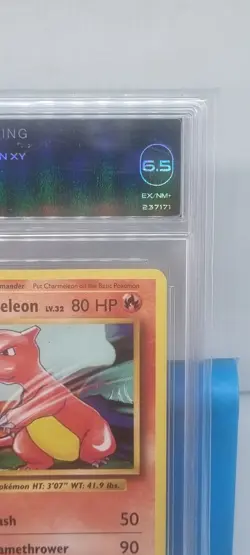 ING
N XY
6.5
EX/NM+
237171
mander Put Charmeleon on the Basic Pokémon
eleon LV.32 80 HP
okémon HT: 3'07" WT: 41.9 lbs.
ash 50
amethrower 90